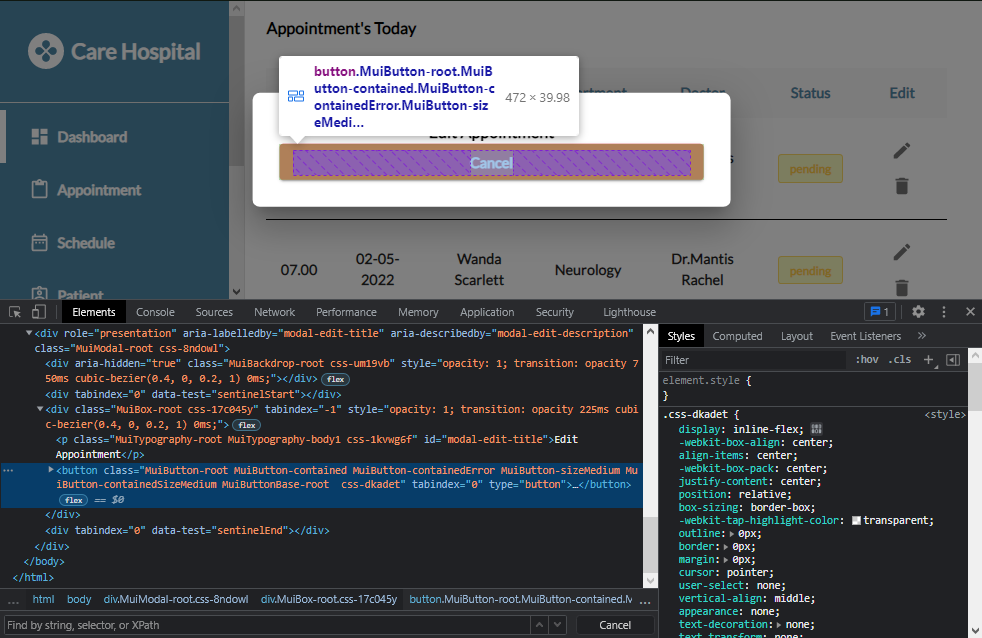 Care Hospital
Dashboard
Appointment
Schedule
Patient
Appointment's Today
button.MuiButton-root.MuiB
utton-contained.MuiButton-c
ontainedError.MuiButton-siz
eMedi...
472 × 39.98
Doctor
Status
Edit
Edit Appointment
Cancel
pending
07.00
02-05-
2022
Wanda
Scarlett
Neurology
Dr.Mantis
Rachel
pending
Elements
Console
Sources
Network
Performance
Memory
Application
Security
Lighthouse
1
<div role="presentation" aria-labelledby="modal-edit-title" aria-describedby="modal-edit-description"
class="MuiModal-root css-8ndowl">
<div aria-hidden="true" class="MuiBackdrop-root css-um19vb" style="opacity: 1; transition: opacity 7
50ms cubic-bezier(0.4, 0, 0.2, 1) 0ms;"></div> flex
<div tabindex="0" data-test="sentinelStart"></div>
<div class="MuiBox-root css-17c045y" tabindex="-1" style="opacity: 1; transition: opacity 225ms cubi
c-bezier(0.4, 0, 0.2, 1) 0ms;"> flex
<p class="MuiTypography-root MuiTypography-body1 css-1kvwg6f" id="modal-edit-title">Edit
Appointment</p>
... <button class="MuiButton-root MuiButton-contained MuiButton-containedError MuiButton-sizeMedium Mu
iButton-containedSizeMedium MuiButtonBase-root  css-dkadet" tabindex="0" type="button">…</button>
flex == $0
</div>
<div tabindex="0" data-test="sentinelEnd"></div>
</div>
</body>
</html>
... html body div.MuiModal-root.css-8ndowl div.MuiBox-root.css-17c045y button.MuiButton-root.MuiButton-contained.M ...
Find by string, selector, or XPath
Cancel
Styles
Computed
Layout
Event Listeners
»
Filter
:hov .cls +
element.style {
}
.css-dkadet { <style>
display: inline-flex;
-webkit-box-align: center;
align-items: center;
-webkit-box-pack: center;
justify-content: center;
position: relative;
box-sizing: border-box;
-webkit-tap-highlight-color: transparent;
outline: 0px;
border: 0px;
margin: 0px;
cursor: pointer;
user-select: none;
vertical-align: middle;
appearance: none;
text-decoration: none;
text-transform: none;